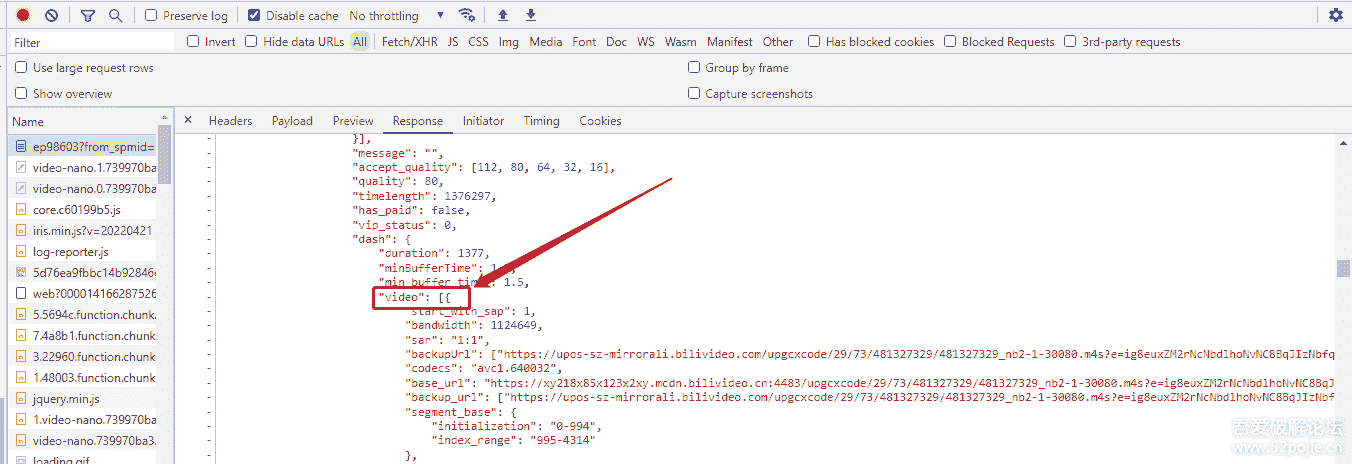 Preserve log Disable cache No throttling
Filter Invert Hide data URLs All Fetch/XHR JS CSS Img Media Font Doc WS Wasm Manifest Other Has blocked cookies Blocked Requests 3rd-party requests
Use large request rows Group by frame
Show overview Capture screenshots
Name Headers Payload Preview Response Initiator Timing Cookies
ep98603?from_spmid=
video-nano.1.739970ba
video-nano.0.739970ba
core.c60199b5.js
iris.min.js?v=20220421
log-reporter.js
5d76ea9fbbc14b92846
web?000014166287526
5.5694c.function.chunk
7.4a8b1.function.chunk
3.22960.function.chunk
1.48003.function.chunk
jquery.min.js
1.video-nano.739970ba
video-nano.739970ba3.
loading.gif
}],
"message": "",
"accept_quality": [112, 80, 64, 32, 16],
"quality": 80,
"timelength": 1376297,
"has_paid": false,
"vip_status": 0,
"dash": {
"duration": 1377,
"minBufferTime":
"min_buffer_time": 1.5,
"video": [{
"start_with_sap": 1,
"bandwidth": 1124649,
"sar": "1:1",
"backupUrl": ["https://upos-sz-mirrorali.bilivideo.com/upgcxcode/29/73/481327329/481327329_nb2-1-30080.m4s?e=ig8euxZM2rNcNbdlhoNvNC8BqJIzNbfq
"codecs": "avc1.640032",
"base_url": "https://xy218x85x123x2xy.mcdn.bilivideo.cn:4483/upgcxcode/29/73/481327329/481327329_nb2-1-30080.m4s?e=ig8euxZM2rNcNbdlhoNvNC8BqJ
"backup_url": ["https://upos-sz-mirrorali.bilivideo.com/upgcxcode/29/73/481327329/481327329_nb2-1-30080.m4s?e=ig8euxZM2rNcNbdlhoNvNC8BqJIzNbf
"segment_base": {
"initialization": "0-994",
"index_range": "995-4314"
},
吾爱破解论坛
www.52pojie.cn